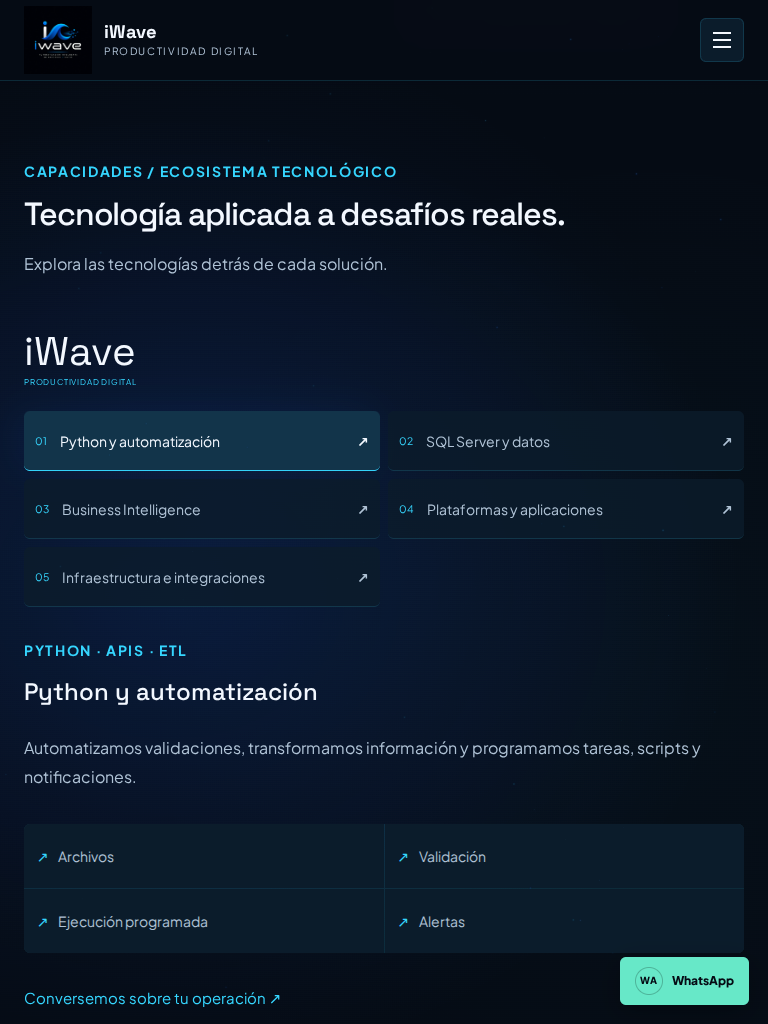 iwave
iWave
PRODUCTIVIDAD DIGITAL
CAPACIDADES / ECOSISTEMA TECNOLÓGICO
Tecnología aplicada a desafíos reales.
Explora las tecnologías detrás de cada solución.
iWave
PRODUCTIVIDAD DIGITAL
01 Python y automatización ↗
02 SQL Server y datos ↗
03 Business Intelligence ↗
04 Plataformas y aplicaciones ↗
05 Infraestructura e integraciones ↗
PYTHON · APIS · ETL
Python y automatización
Automatizamos validaciones, transformamos información y programamos tareas, scripts y
notificaciones.
↗ Archivos
↗ Validación
↗ Ejecución programada
↗ Alertas
Conversemos sobre tu operación ↗
WA WhatsApp